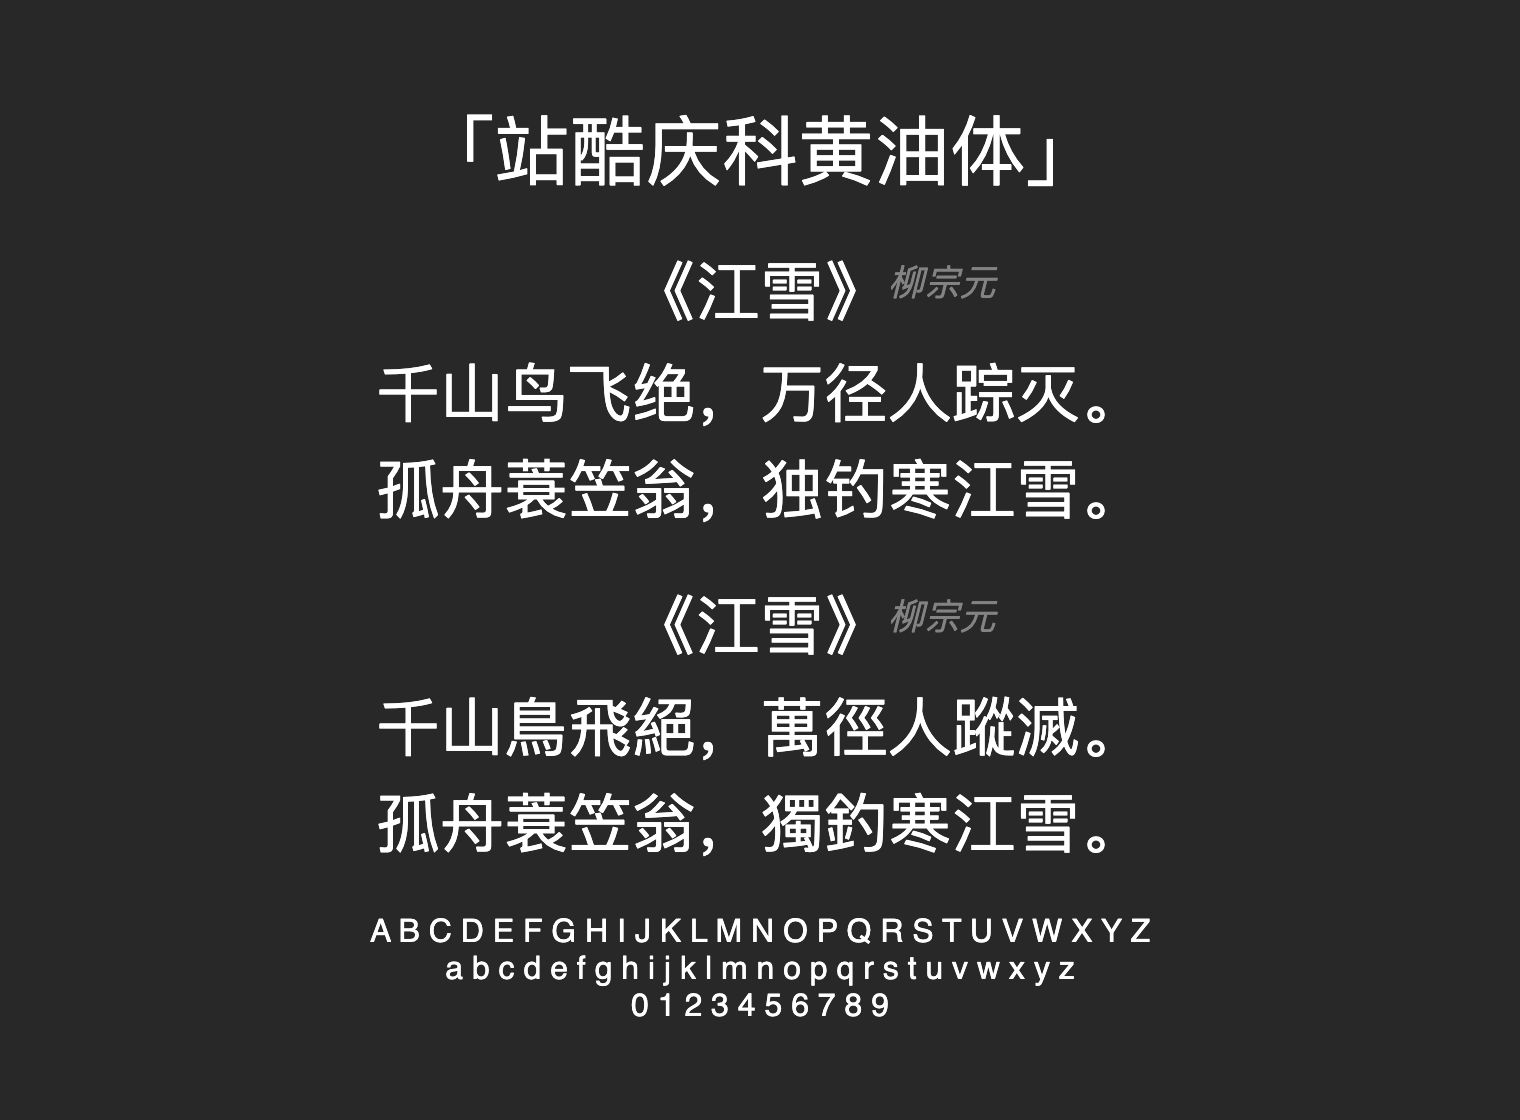 「站酷庆科黄油体」
《江雪》柳宗元
千山鸟飞绝，万径人踪灭。
孤舟蓑笠翁，独钓寒江雪。
《江雪》柳宗元
千山鳥飛絕，萬徑人蹤滅。
孤舟蓑笠翁，獨釣寒江雪。
A B C D E F G H I J K L M N O P Q R S T U V W X Y Z
a b c d e f g h i j k l m n o p q r s t u v w x y z
0 1 2 3 4 5 6 7 8 9